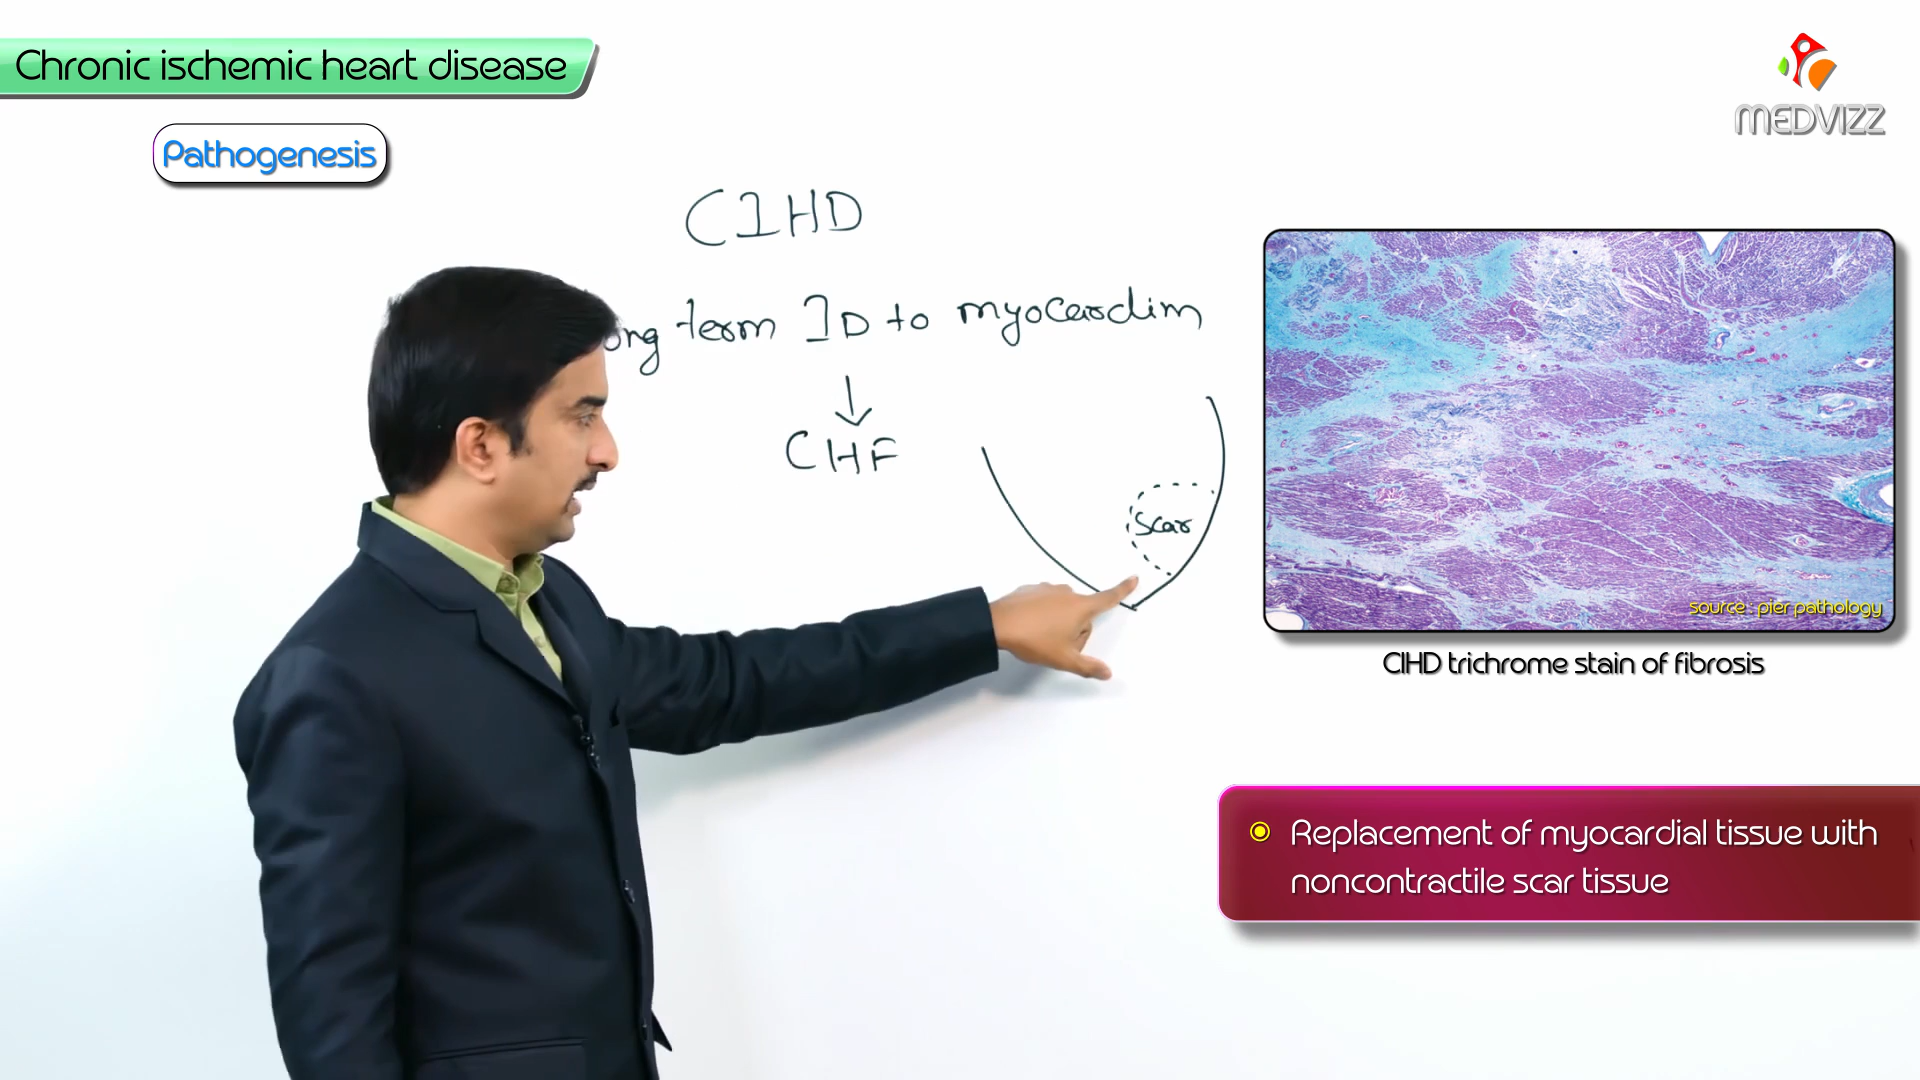 Chronic ischemic heart disease
MEDVIZZ
Pathogenesis
CIHD
term ID to myocardim
CHF
Scar
source : pier pathology
CIHD trichrome stain of fibrosis
Replacement of myocardial tissue with
noncontractile scar tissue